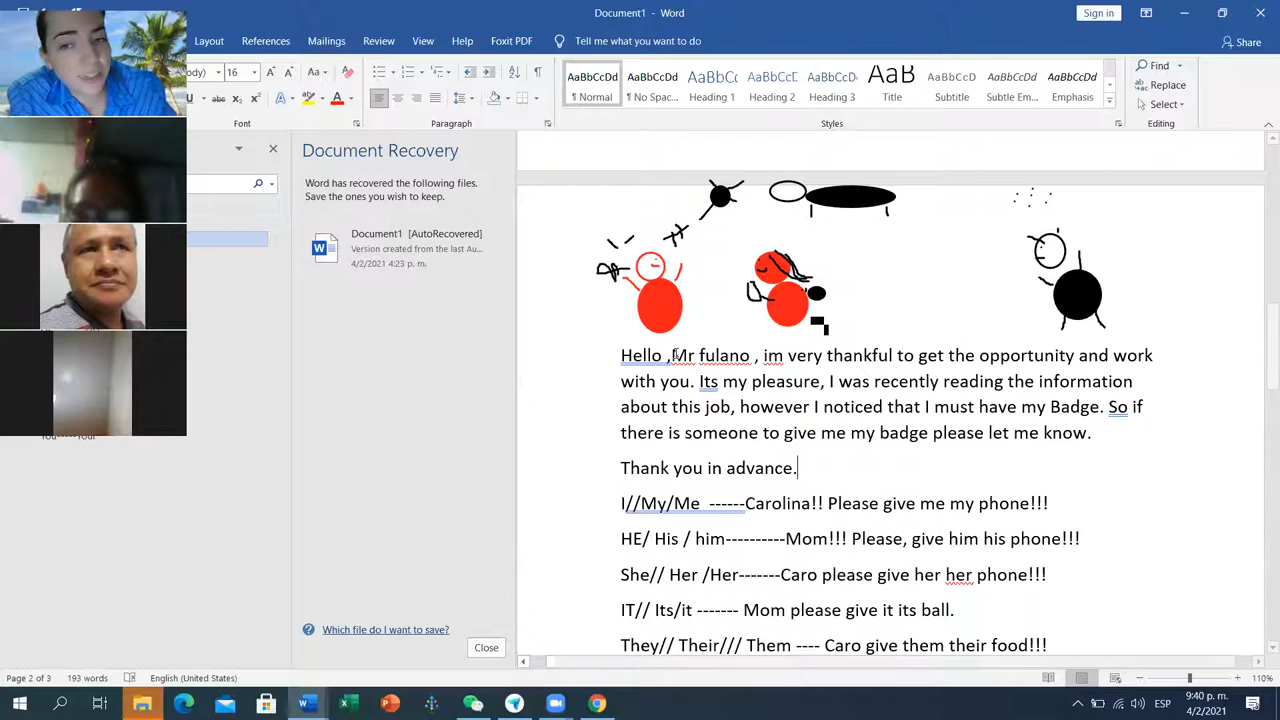 Document1 - Word
Sign in
Layout References Mailings Review View Help Foxit PDF Tell me what you want to do
Share
16
Aa
AaBbCcDd AaBbCcDd AaBbC AaBbCcC AaBbCcD AaB AaBbCcD AaBbCcDd AaBbCcDd
¶ Normal ¶ No Spac... Heading 1 Heading 2 Heading 3 Title Subtitle Subtle Em... Emphasis
Find
Replace
Select
Font Paragraph Styles Editing
Document Recovery
Word has recovered the following files.
Save the ones you wish to keep.
Document1 [AutoRecovered]
Version created from the last Au...
4/2/2021 4:23 p. m.
Hello ,Mr fulano , im very thankful to get the opportunity and work
with you. Its my pleasure, I was recently reading the information
about this job, however I noticed that I must have my Badge. So if
there is someone to give me my badge please let me know.
Thank you in advance.
I//My/Me ------Carolina!! Please give me my phone!!!
HE/ His / him----------Mom!!! Please, give him his phone!!!
She// Her /Her-------Caro please give her her phone!!!
IT// Its/it ------- Mom please give it its ball.
They// Their/// Them ---- Caro give them their food!!!
Which file do I want to save?
Close
Page 2 of 3 193 words English (United States)
110%
ESP
9:40 p. m.
4/2/2021